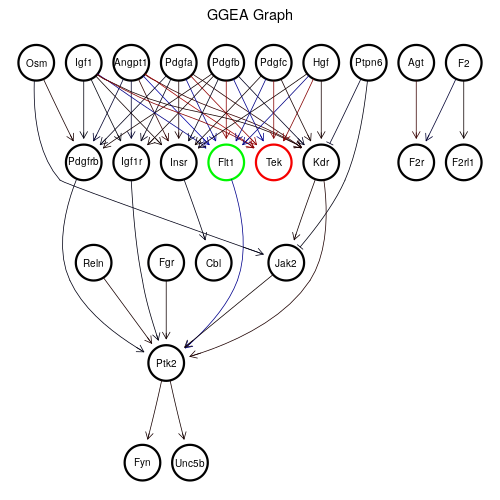 GGEA Graph
Osm Igf1 Angpt1 Pdgfa Pdgfb Pdgfc Hgf Ptpn6 Agt F2
Pdgfrb Igf1r Insr Flt1 Tek Kdr F2r F2rl1
Reln Fgr Cbl Jak2
Ptk2
Fyn Unc5b